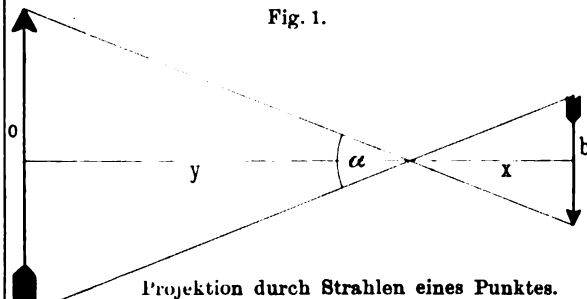 Fig. 1.
o
b
y
α
x
Projektion durch Strahlen eines Punktes.